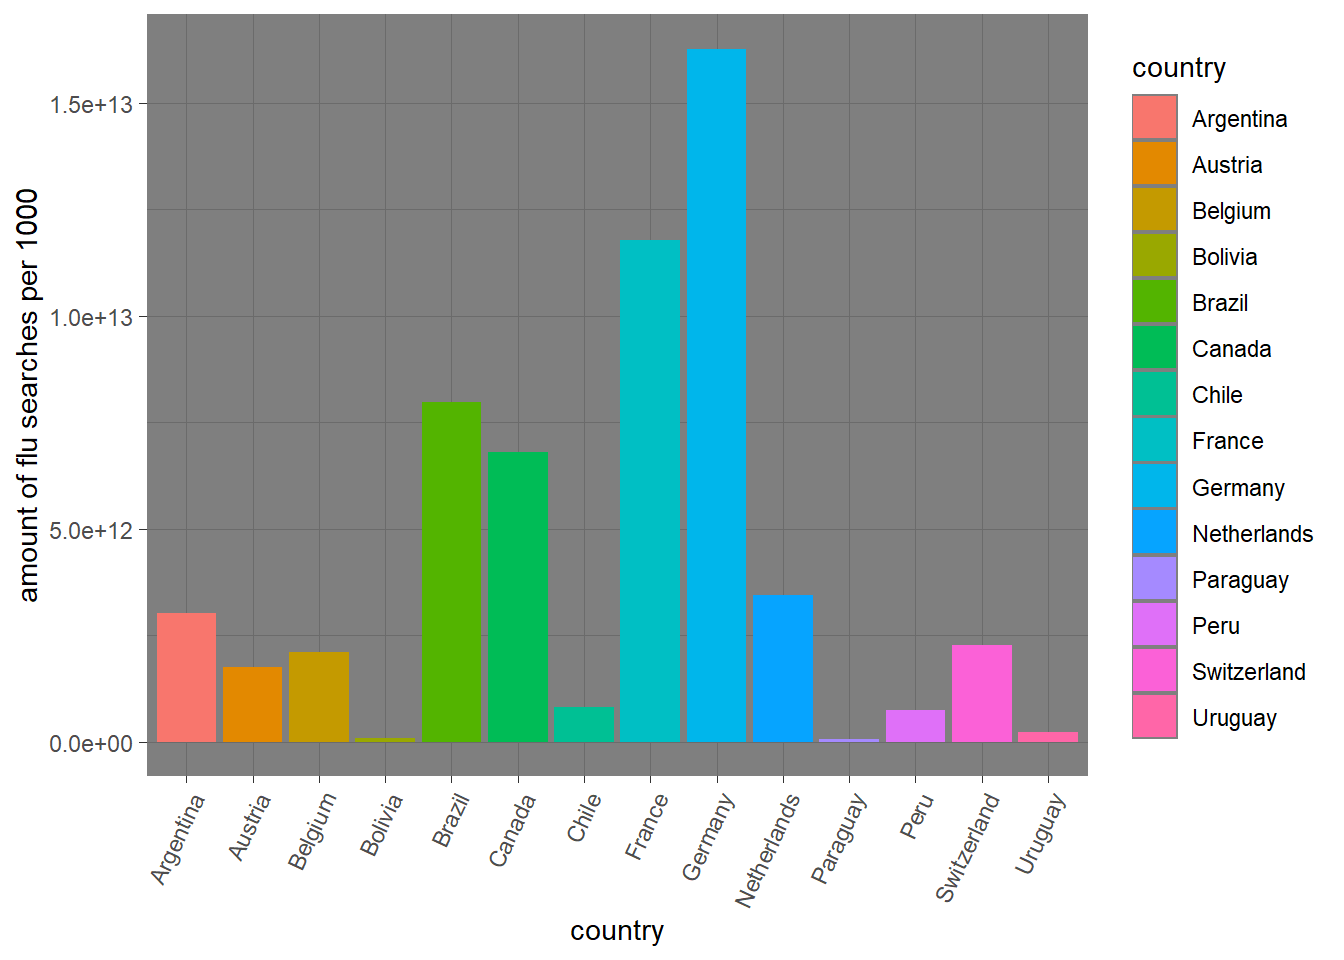 amount of flu searches per 1000
1.5e+13
1.0e+13
5.0e+12
0.0e+00
Argentina
Austria
Belgium
Bolivia
Brazil
Canada
Chile
France
Germany
Netherlands
Paraguay
Peru
Switzerland
Uruguay
country
country
Argentina
Austria
Belgium
Bolivia
Brazil
Canada
Chile
France
Germany
Netherlands
Paraguay
Peru
Switzerland
Uruguay